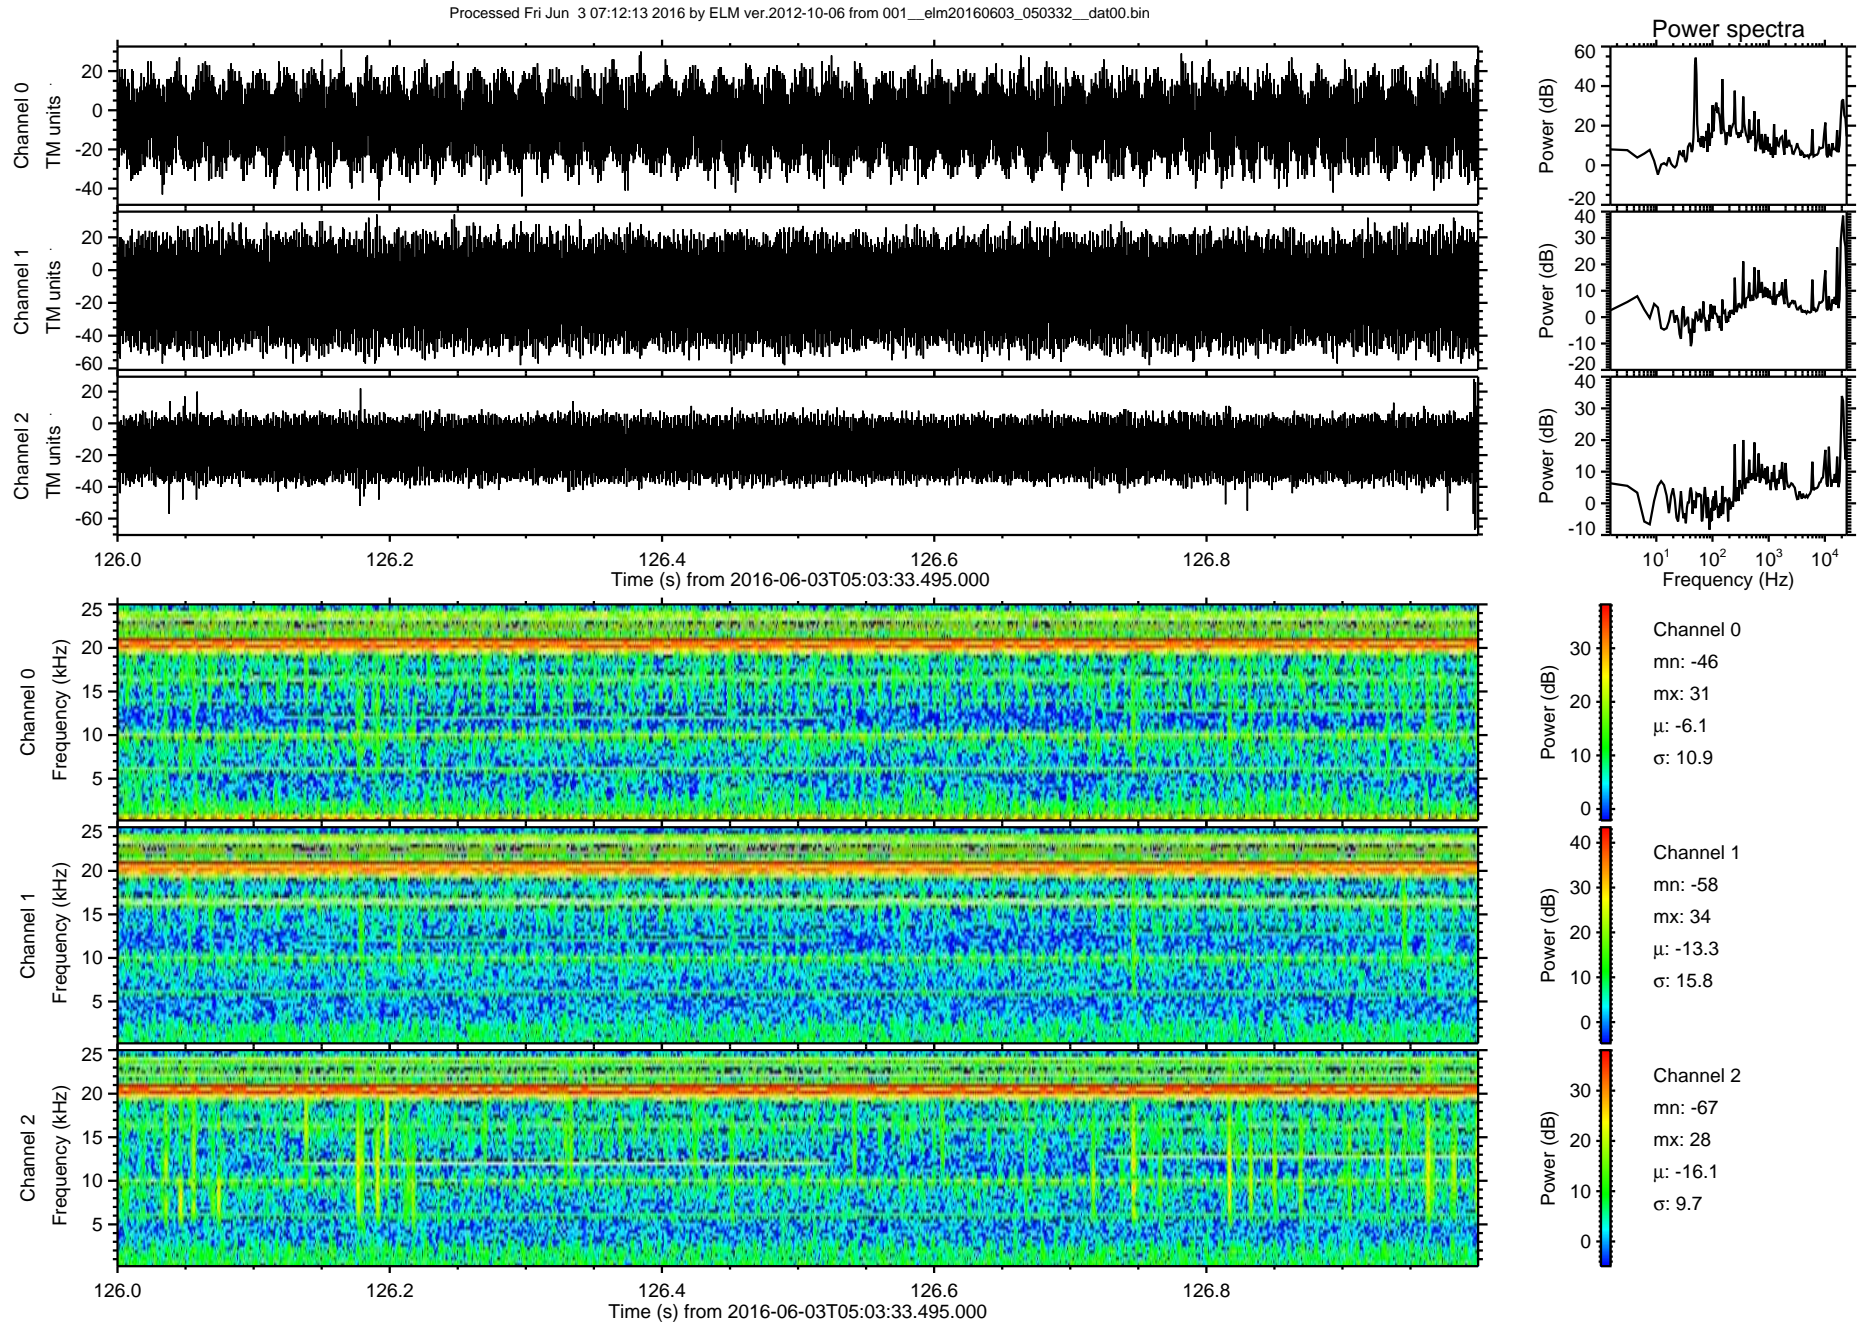 Processed Fri Jun  3 07:12:13 2016 by ELM ver.2012-10-06 from 001__elm20160603_050332__dat00.bin
Power spectra
Channel 0
TM units
20
0
-20
-40
Power (dB)
60
40
20
0
-20
Channel 1
TM units
20
0
-20
-40
-60
Power (dB)
40
30
20
10
0
-10
-20
Channel 2
TM units
20
0
-20
-40
-60
Power (dB)
40
30
20
10
0
-10
126.0 126.2 126.4 126.6 126.8
Time (s) from 2016-06-03T05:03:33.495.000
10^1 10^2 10^3 10^4
Frequency (Hz)
Channel 0
Frequency (kHz)
25
20
15
10
5
Power (dB)
30
20
10
0
Channel 0
mn: -46
mx: 31
μ: -6.1
σ: 10.9
Channel 1
Frequency (kHz)
25
20
15
10
5
Power (dB)
40
30
20
10
0
Channel 1
mn: -58
mx: 34
μ: -13.3
σ: 15.8
Channel 2
Frequency (kHz)
25
20
15
10
5
Power (dB)
30
20
10
0
Channel 2
mn: -67
mx: 28
μ: -16.1
σ: 9.7
126.0 126.2 126.4 126.6 126.8
Time (s) from 2016-06-03T05:03:33.495.000